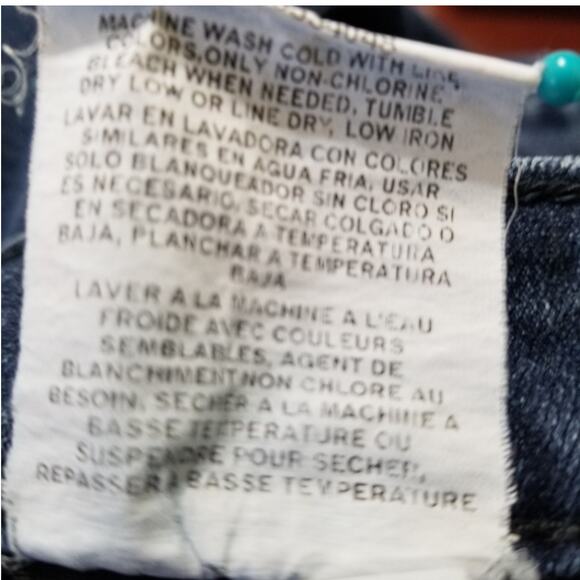 MACHINE WASH COLD WITH LIKE
COLORS, ONLY NON-CHLORINE
BLEACH WHEN NEEDED, TUMBLE
DRY LOW OR LINE DRY, LOW IRON
LAVAR EN LAVADORA CON COLORES
SIMILARES EN AGUA FRIA, USAR
SOLO BLANQUEADOR SIN CLORO SI
ES NECESARIO, SECAR COLGADO O
EN SECADORA A TEMPERATURA
BAJA, PLANCHAR A TEMPERATURA
BAJA
LAVER A LA MACHINE A L'EAU
FROIDE AVEC COULEURS
SEMBLABLES, AGENT DE
BLANCHIMENT NON CHLORE AU
BESOIN, SECHER A LA MACHINE A
BASSE TEMPERATURE OU
SUSPENDRE POUR SECHER,
REPASSER A BASSE TEMPERATURE